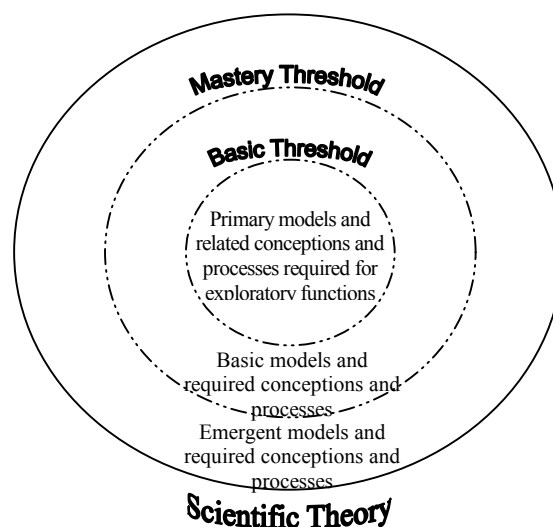 Mastery Threshold
Basic Threshold
Primary models and
related conceptions and
processes required for
exploratory functions
Basic models and
required conceptions and
processes
Emergent models and
required conceptions and
processes
Scientific Theory